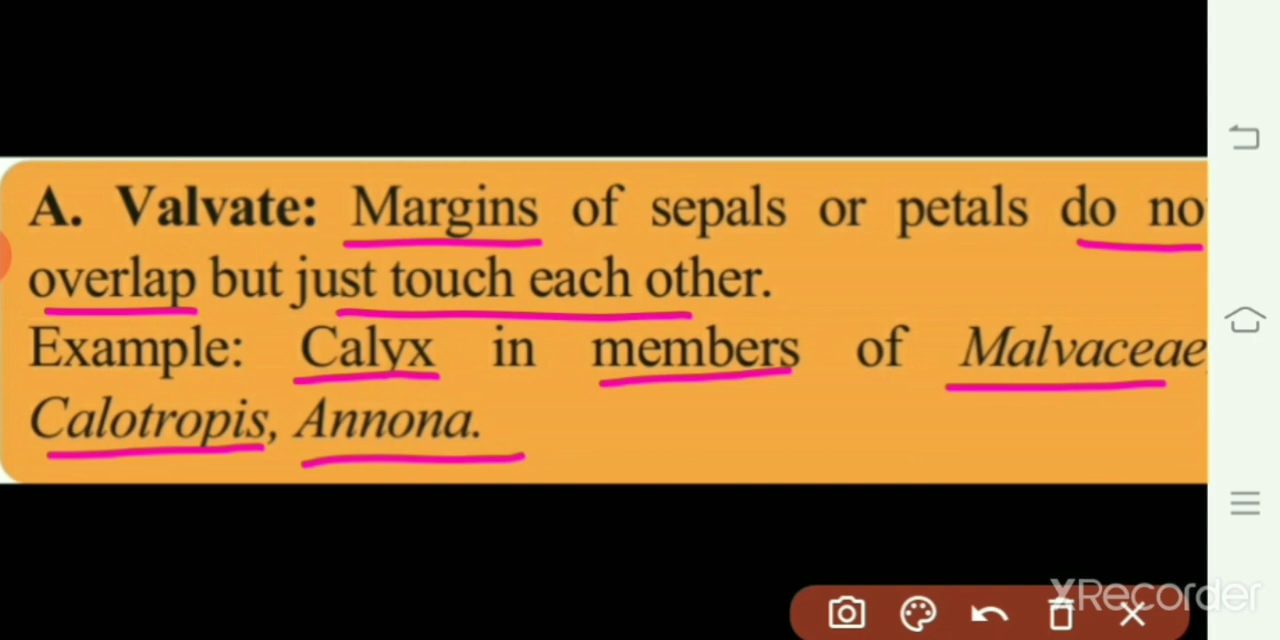 A. Valvate: Margins of sepals or petals do no
overlap but just touch each other.
Example: Calyx in members of Malvaceae
Calotropis, Annona.
XRecorder